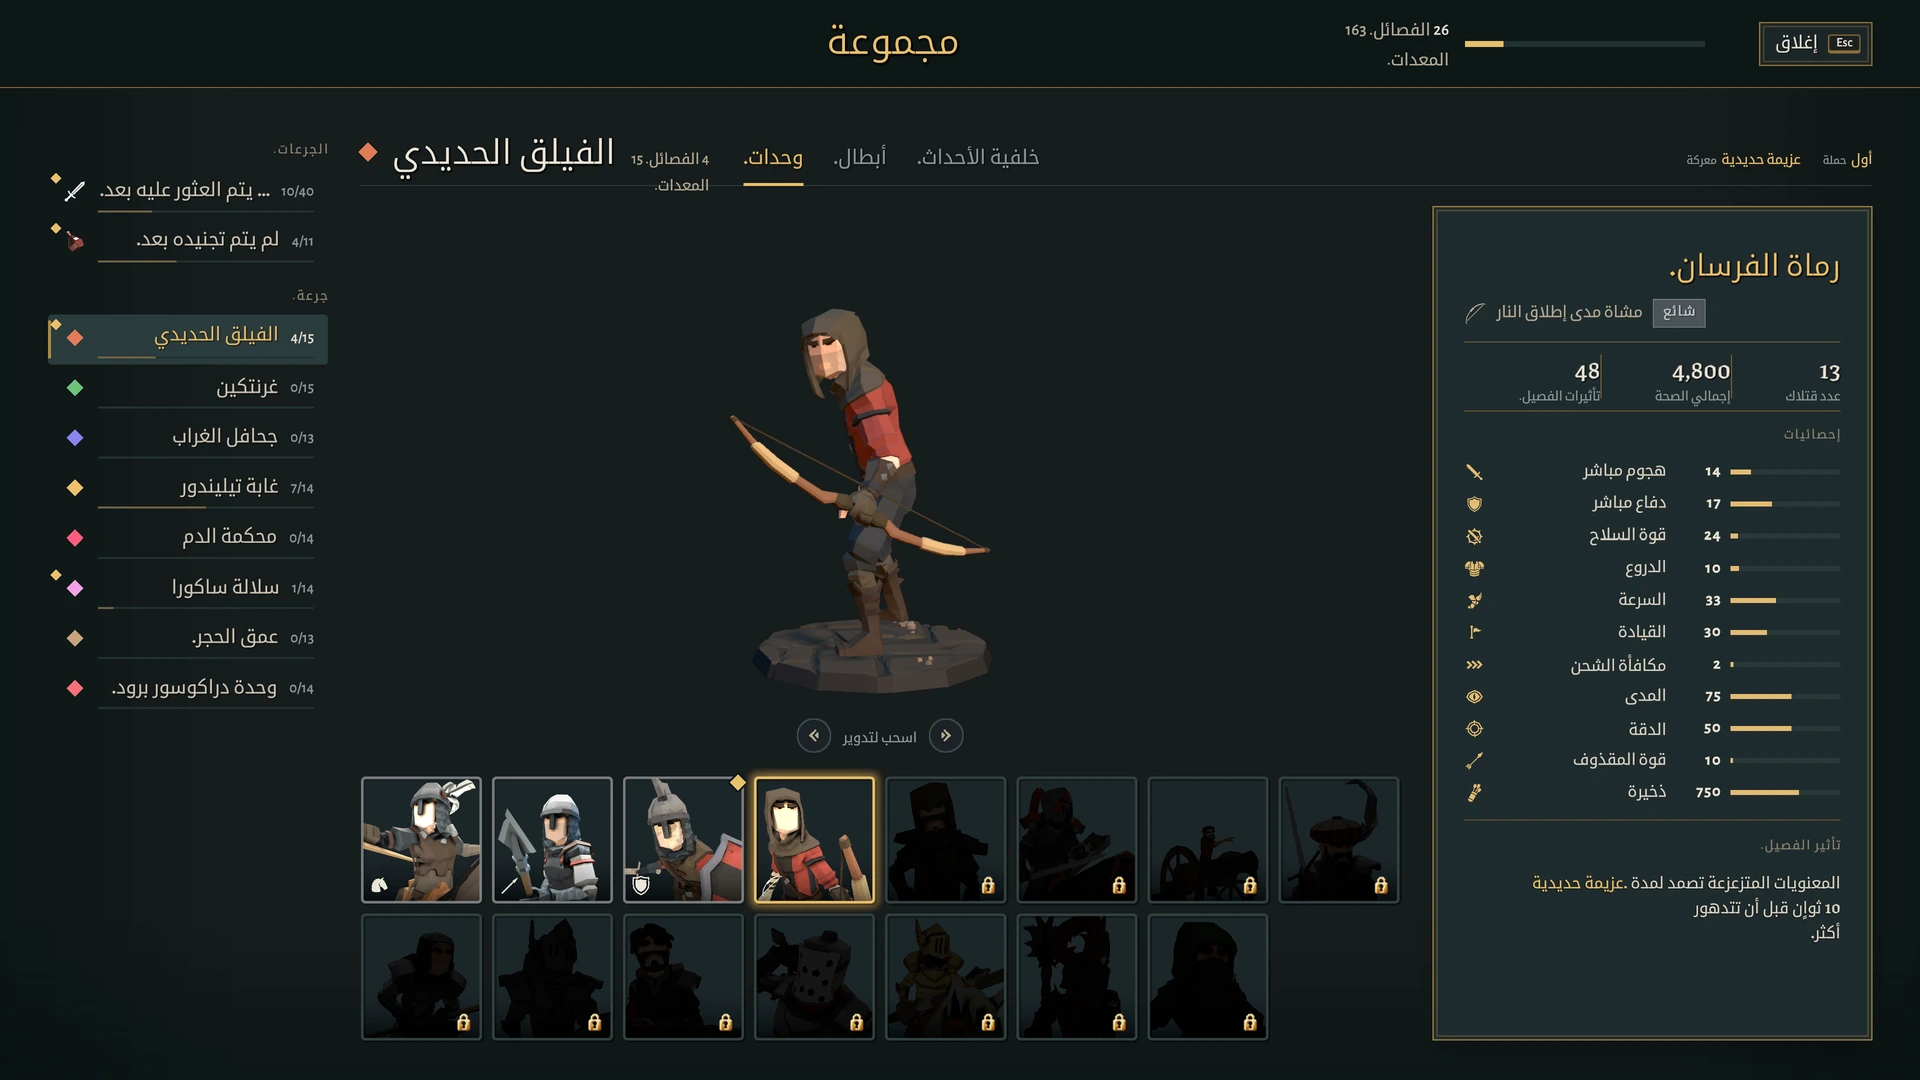 مجموعة
26 الفصائل. 163
المعدات.
إغلاق Esc
الجرعات.
... يتم العثور عليه بعد. 10/40
لم يتم تجنيده بعد. 4/11
جرعة.
الفيلق الحديدي 4/15
غرنتكين 0/15
جحافل الغراب 0/13
غابة تيليندور 7/14
محكمة الدم 0/14
سلالة ساكورا 1/14
عمق الحجر. 0/13
وحدة دراكوسور برود. 0/14
الفيلق الحديدي
4 الفصائل. 15
المعدات.
وحدات.
أبطال.
خلفية الأحداث.
أول حملة عزيمة حديدية معركة
اسحب لتدوير
رماة الفرسان.
شائع مشاة مدى إطلاق النار
13 4,800 48
عدد قتلاك إجمالي الصحة تأثيرات الفصيل.
إحصائيات
هجوم مباشر 14
دفاع مباشر 17
قوة السلاح 24
الدروع 10
السرعة 33
القيادة 30
مكافأة الشحن 2
المدى 75
الدقة 50
قوة المقذوف 10
ذخيرة 750
تأثير الفصيل.
المعنويات المتزعزعة تصمد لمدة .عزيمة حديدية
10 ثوانٍ قبل أن تتدهور
أكثر.